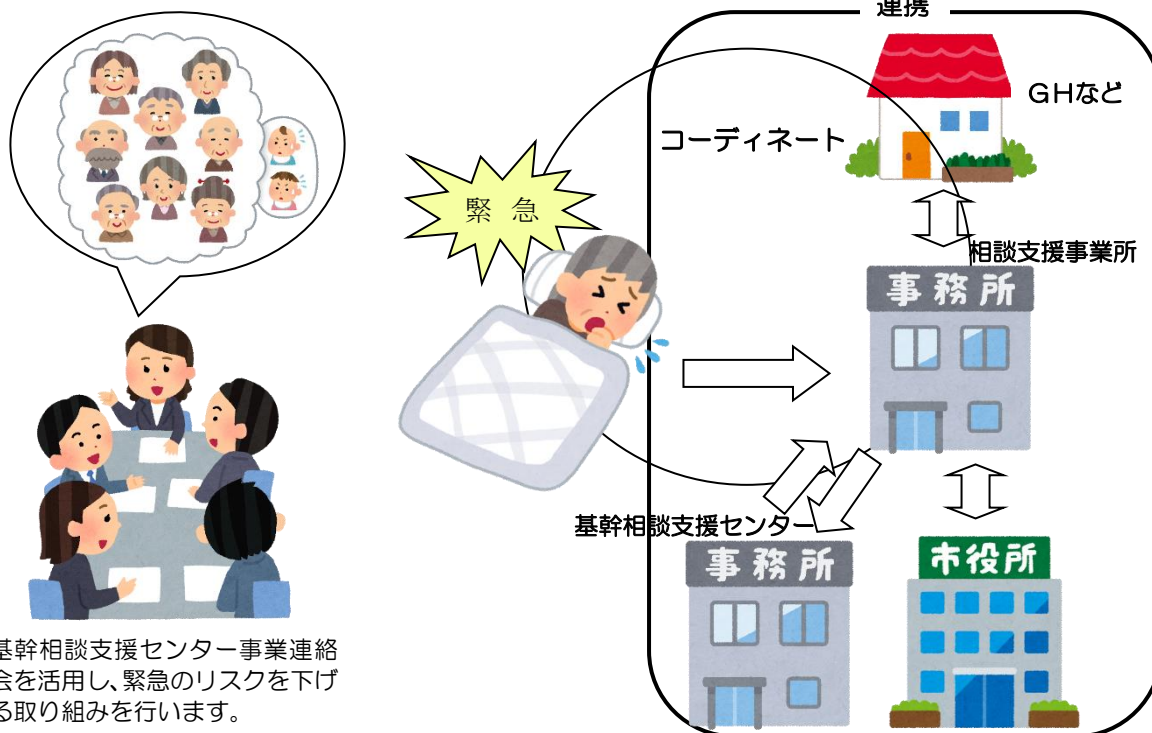 連携
GHなど
コーディネート
緊 急
相談支援事業所
事務所
基幹相談支援センター
事務所
市役所
基幹相談支援センター事業連絡
会を活用し、緊急のリスクを下げ
る取り組みを行います。